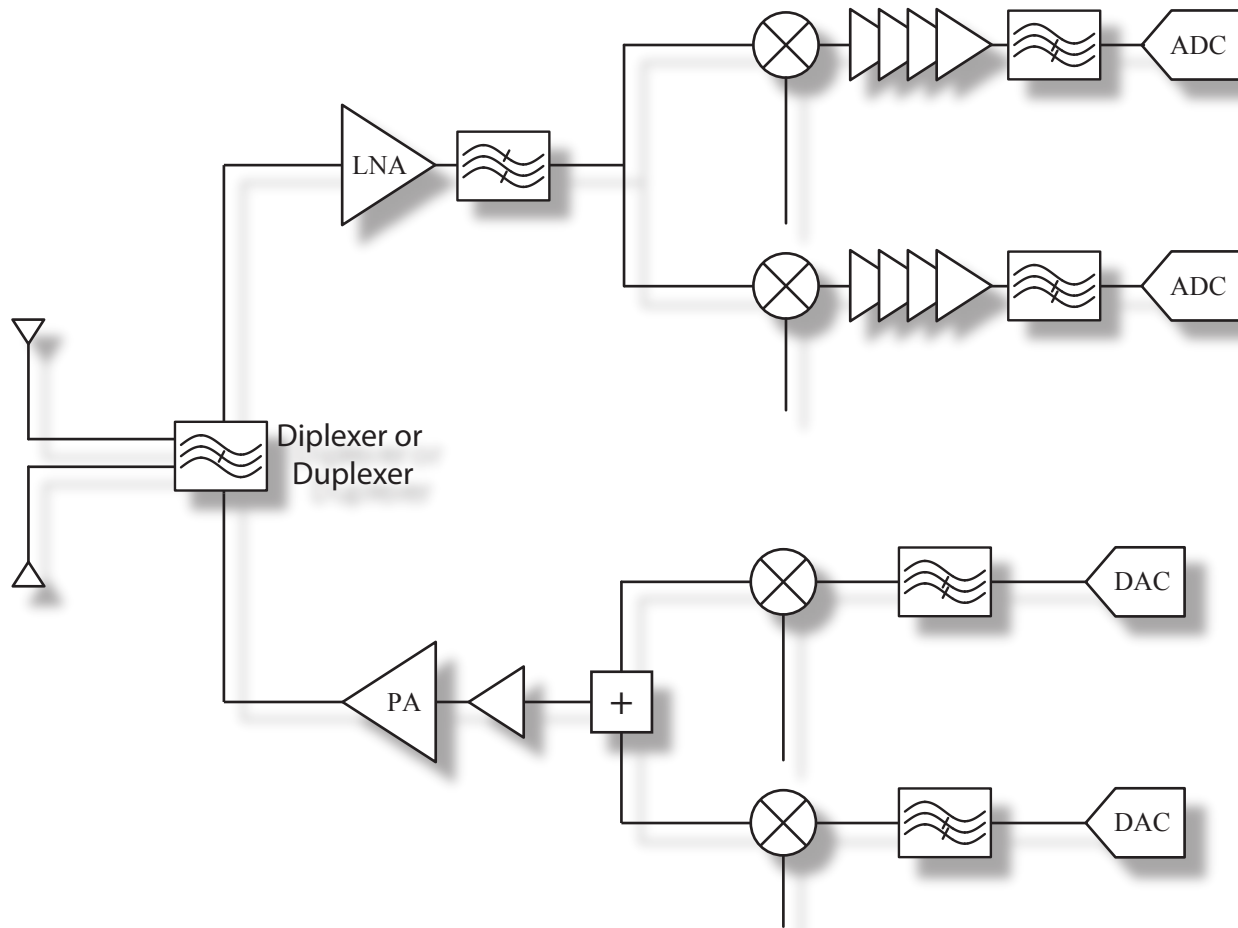 ADC
LNA
ADC
Diplexer or
Duplexer
DAC
PA
+
DAC